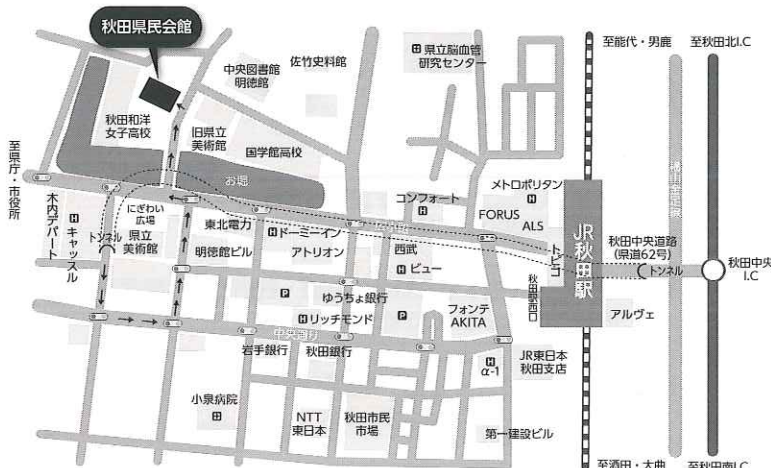 秋田県民会館
中央図書館
明徳館
佐竹史料館
県立脳血管
研究センター
至能代・男鹿
至秋田北I.C
秋田和洋
女子高校
旧県立
美術館
国学館高校
至県庁・市役所
お堀
メトロポリタン
コンフォート
FORUS
ALS
木内デパート
キャッスル
トンネル
にぎわい
広場
県立
美術館
東北電力
明徳館ビル
ドーミーイン
アトリオン
西武
ビュー
トピコ
JR秋田駅
秋田駅西口
秋田中央道路
(県道62号)
トンネル
秋田中央
I.C
P
ゆうちょ銀行
リッチモンド
P
フォンテ
AKITA
アルヴェ
中央通り
岩手銀行
秋田銀行
α-1
JR東日本
秋田支店
小泉病院
NTT
東日本
秋田市民
市場
第一建設ビル
至酒田・大曲
至秋田南I.C